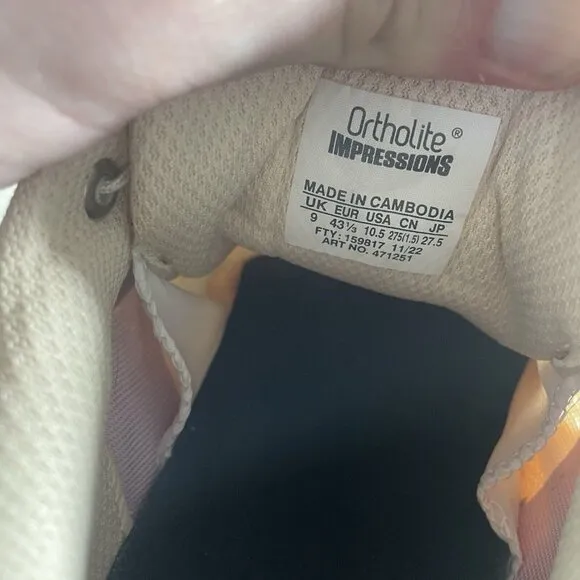 Ortholite®
IMPRESSIONS
MADE IN CAMBODIA
UK EUR USA CN JP
9 43⅓ 10.5 275(1.5) 27.5
FTY: 159817 11/22
ART NO. 471251